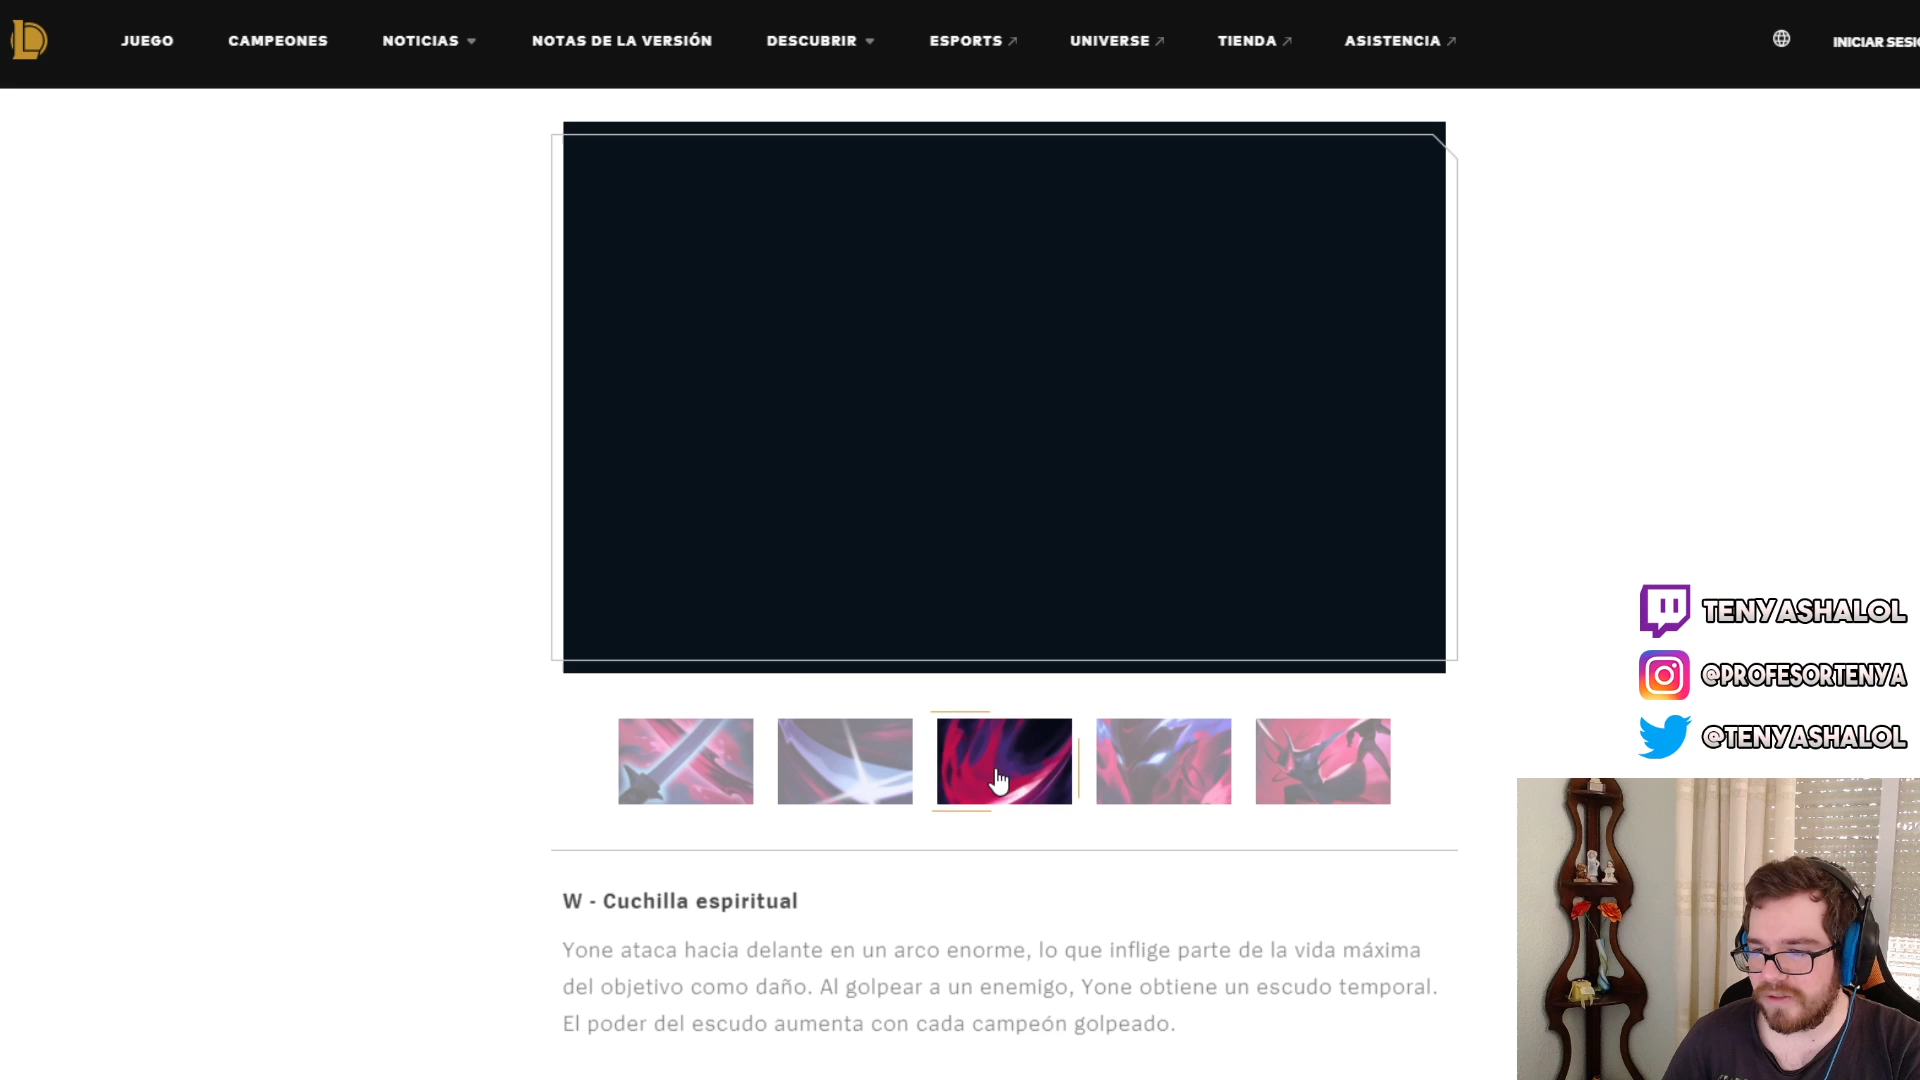 JUEGO CAMPEONES NOTICIAS NOTAS DE LA VERSIÓN DESCUBRIR ESPORTS UNIVERSE TIENDA ASISTENCIA INICIAR SESIO
TENYASHALOL
@PROFESORTENYA
@TENYASHALOL
W - Cuchilla espiritual
Yone ataca hacia delante en un arco enorme, lo que inflige parte de la vida máxima
del objetivo como daño. Al golpear a un enemigo, Yone obtiene un escudo temporal.
El poder del escudo aumenta con cada campeón golpeado.